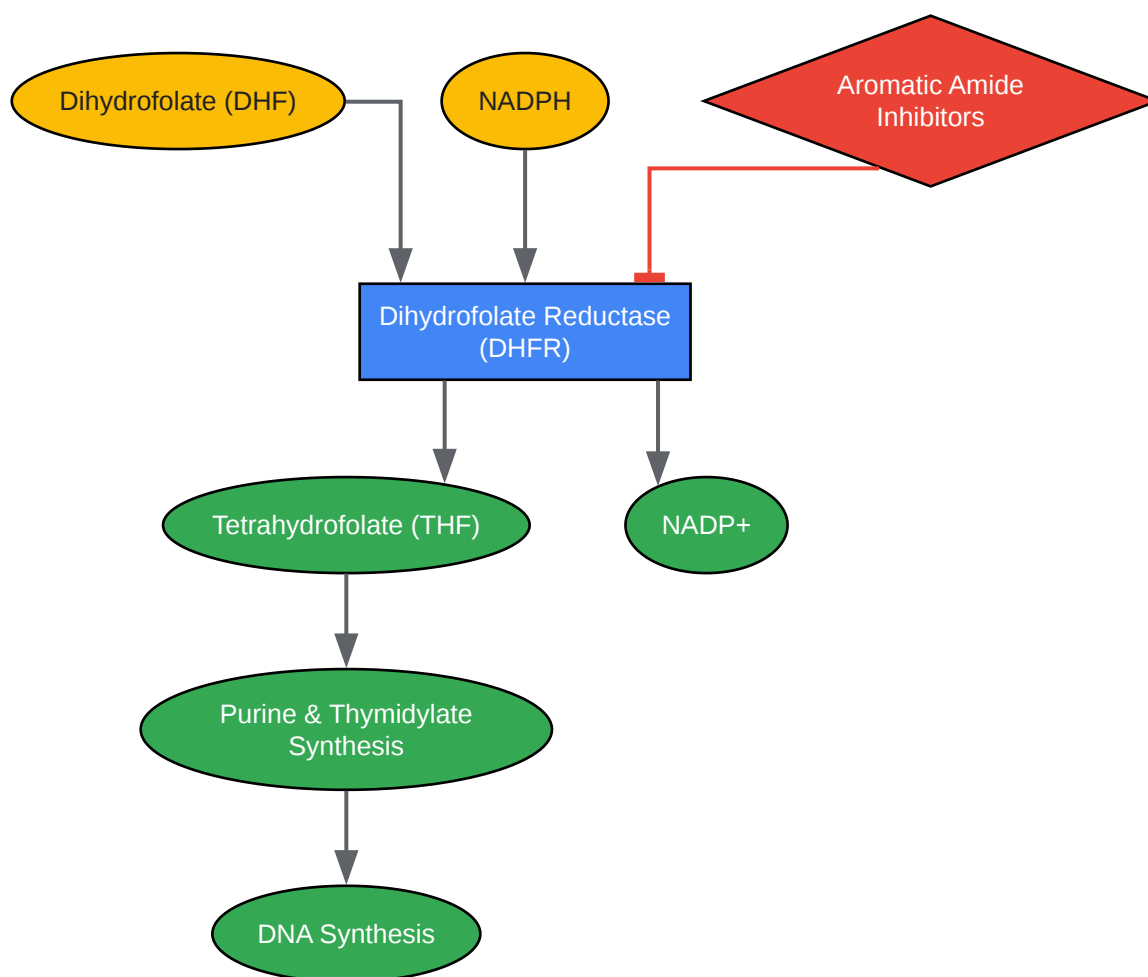 Dihydrofolate (DHF)
NADPH
Aromatic Amide
Inhibitors
Dihydrofolate Reductase
(DHFR)
Tetrahydrofolate (THF)
NADP+
Purine & Thymidylate
Synthesis
DNA Synthesis